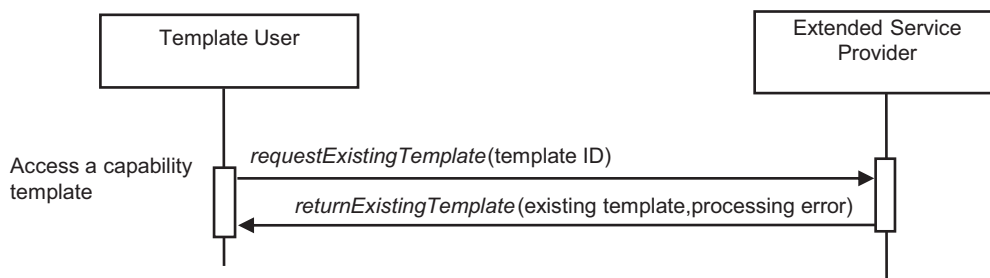 Template User
Extended Service
Provider
Access a capability
template
requestExistingTemplate(template ID)
returnExistingTemplate(existing template,processing error)